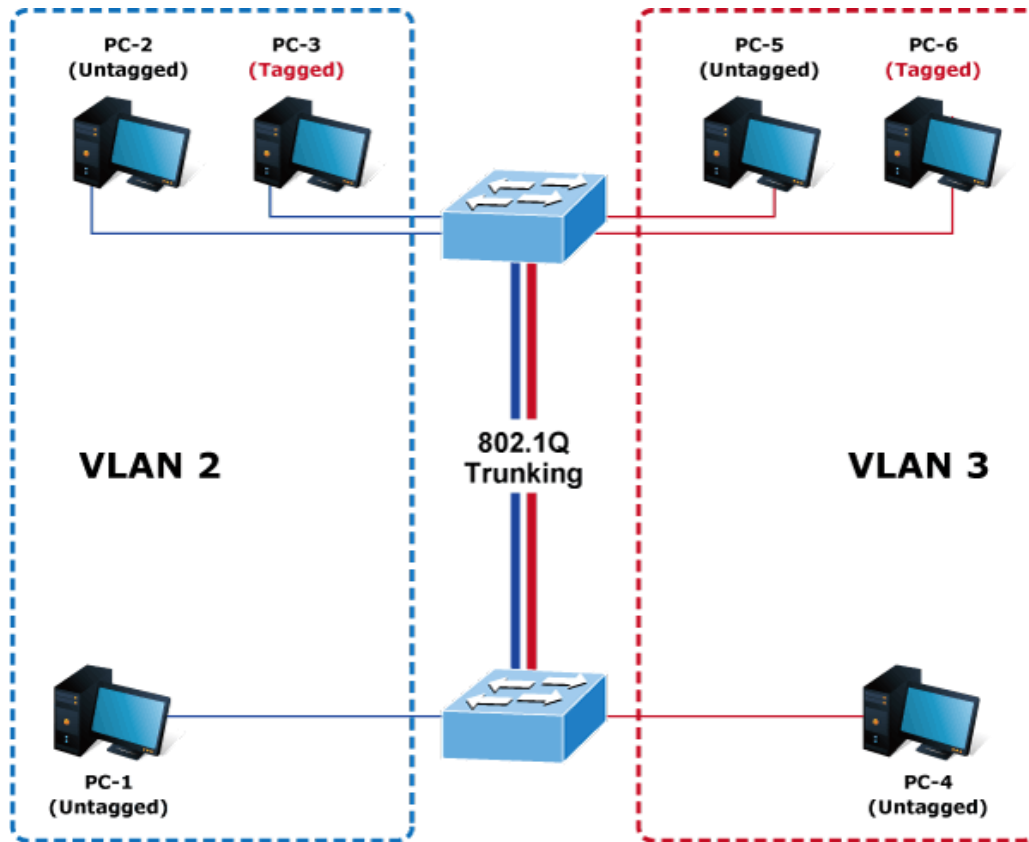 PC-2
(Untagged)
PC-3
(Tagged)
PC-5
(Untagged)
PC-6
(Tagged)
802.1Q
Trunking
VLAN 2
VLAN 3
PC-1
(Untagged)
PC-4
(Untagged)